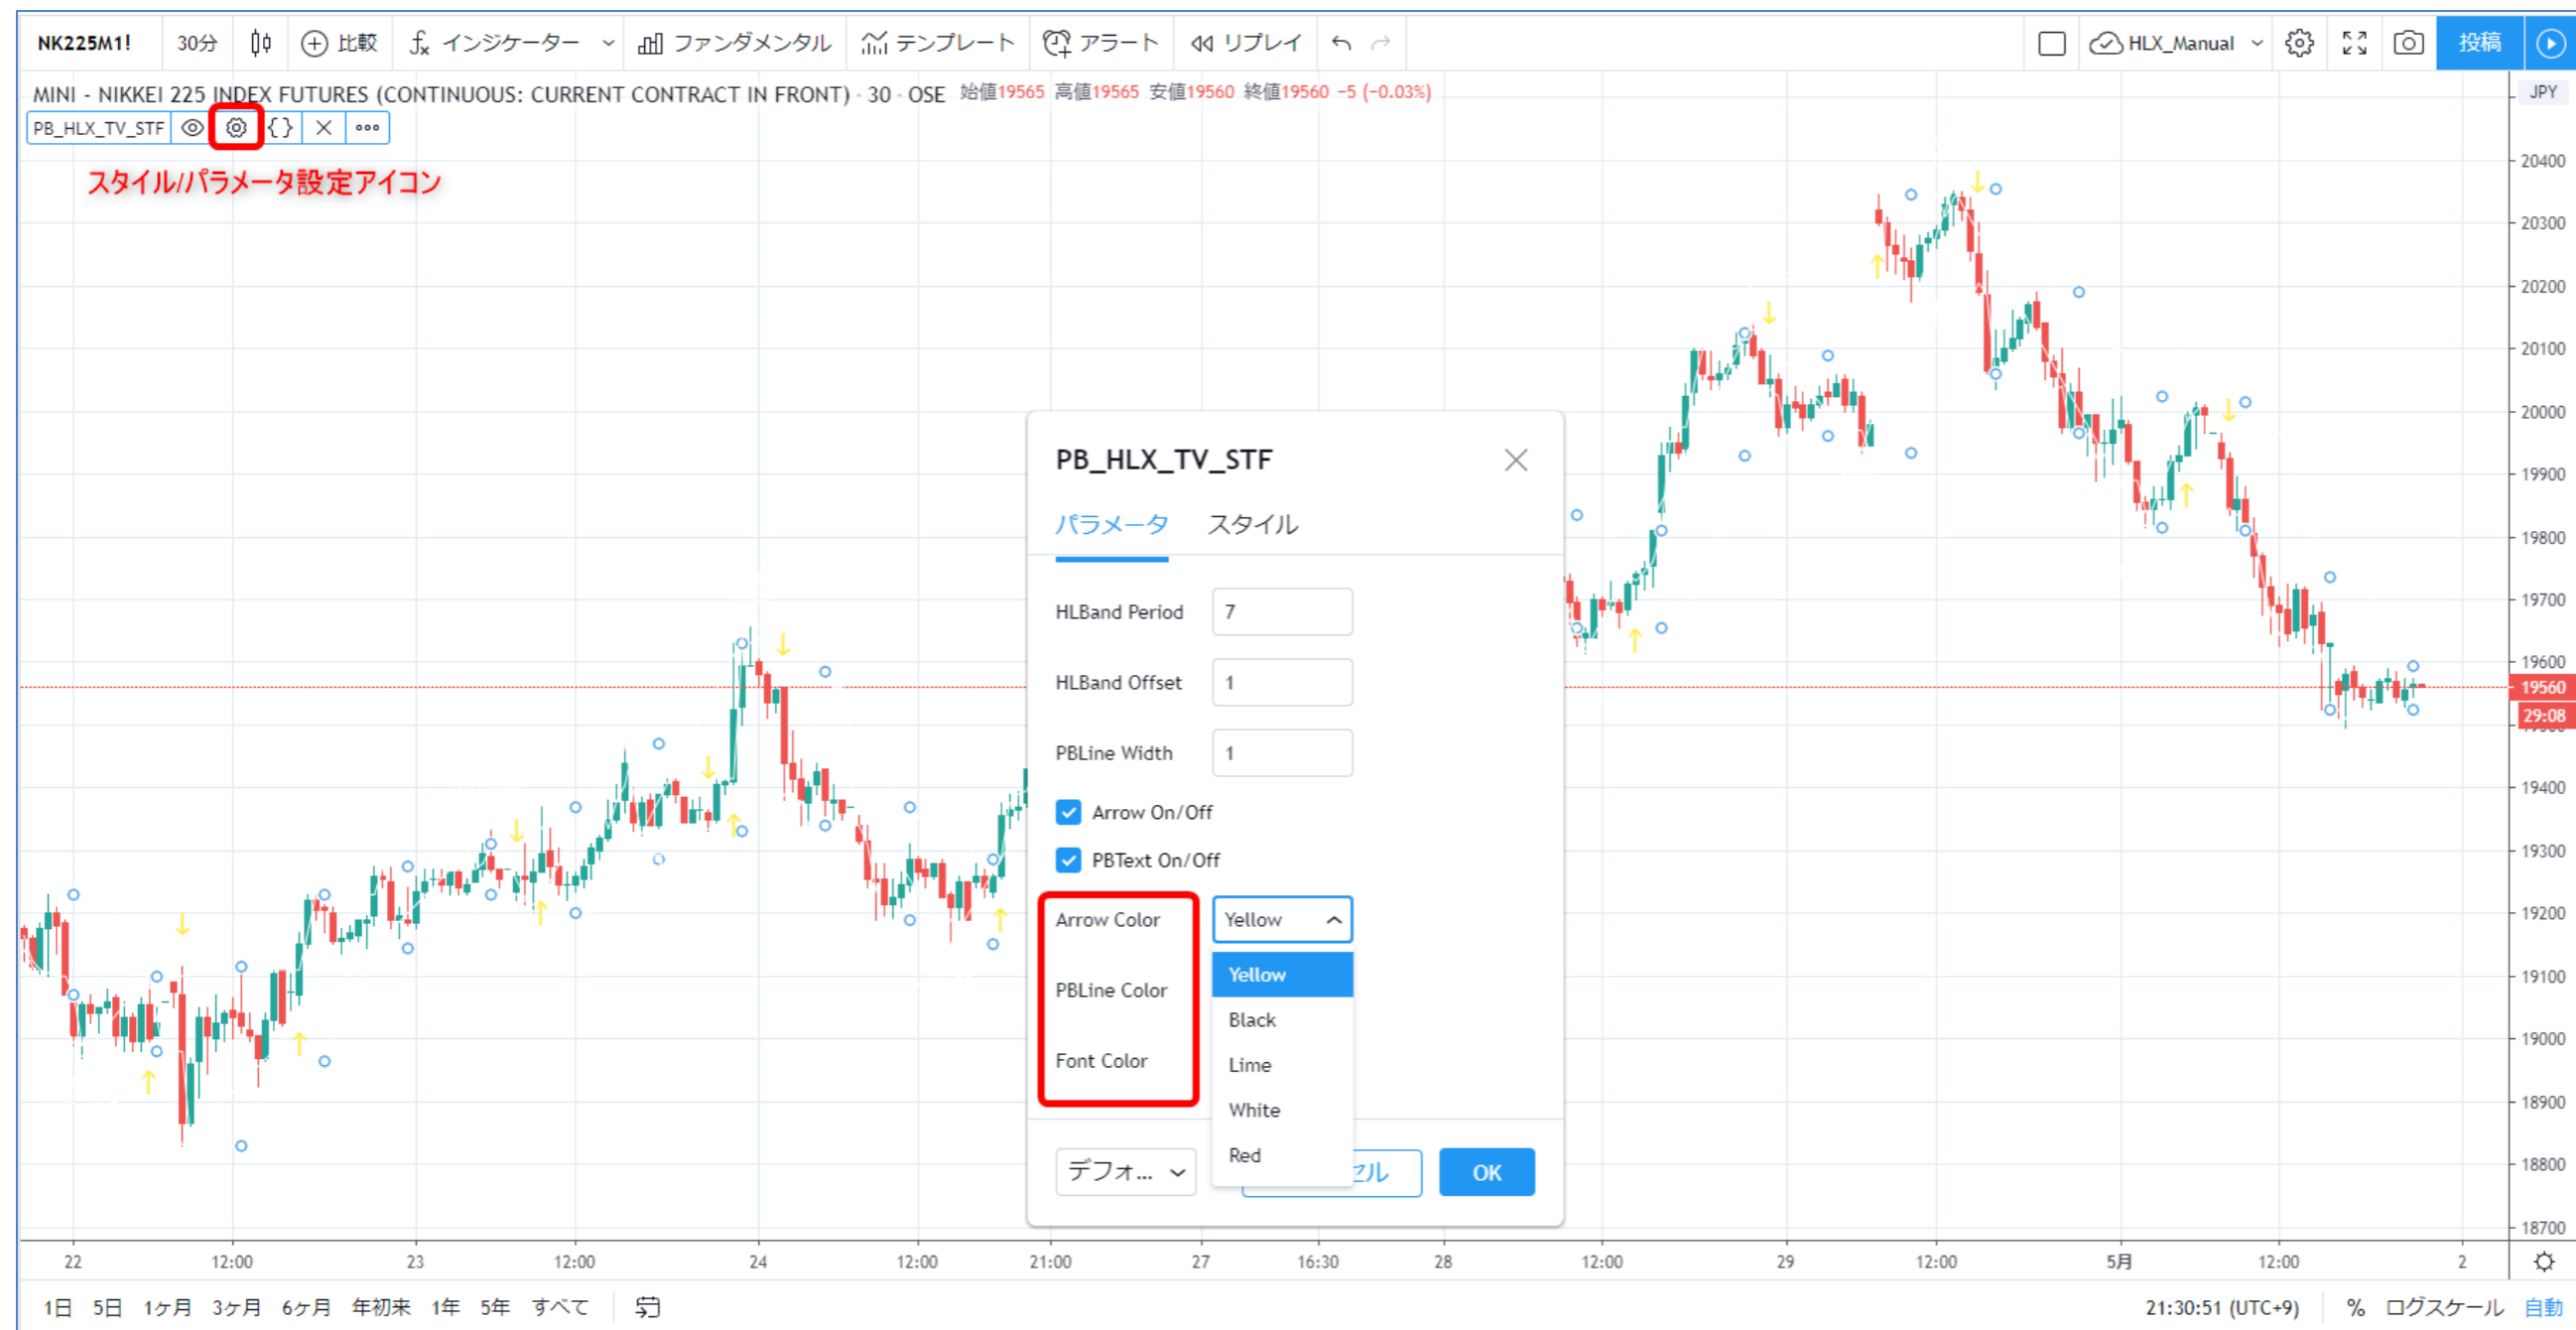 NK225M1! 30分 比較 fx インジケーター ファンダメンタル テンプレート アラート リプレイ HLX_Manual 投稿
MINI - NIKKEI 225 INDEX FUTURES (CONTINUOUS: CURRENT CONTRACT IN FRONT) · 30 · OSE 始値19565 高値19565 安値19560 終値19560 −5 (−0.03%) JPY
PB_HLX_TV_STF {}
スタイル/パラメータ設定アイコン
20400
20300
20200
20100
20000
19900
19800
19700
19600
19560
29:08
19400
19300
19200
19100
19000
18900
18800
18700
PB_HLX_TV_STF
パラメータ スタイル
HLBand Period 7
HLBand Offset 1
PBLine Width 1
Arrow On/Off
PBText On/Off
Arrow Color Yellow
PBLine Color
Font Color
Yellow
Black
Lime
White
Red
デフォ... セル OK
22 12:00 23 12:00 24 12:00 21:00 27 16:30 28 12:00 29 12:00 5月 12:00 2
1日 5日 1ヶ月 3ヶ月 6ヶ月 年初来 1年 5年 すべて 21:30:51 (UTC+9) % ログスケール 自動